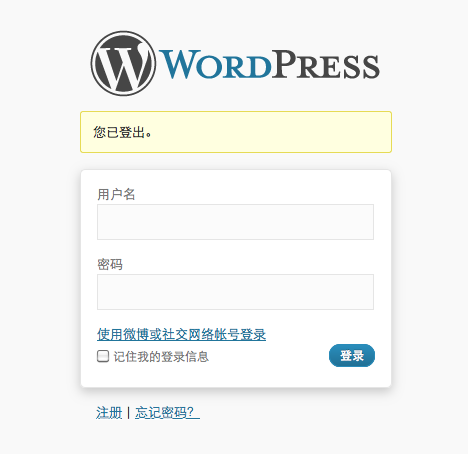 WORDPRESS
您已登出。
用户名
密码
使用微博或社交网络帐号登录
记住我的登录信息
登录
注册 | 忘记密码？